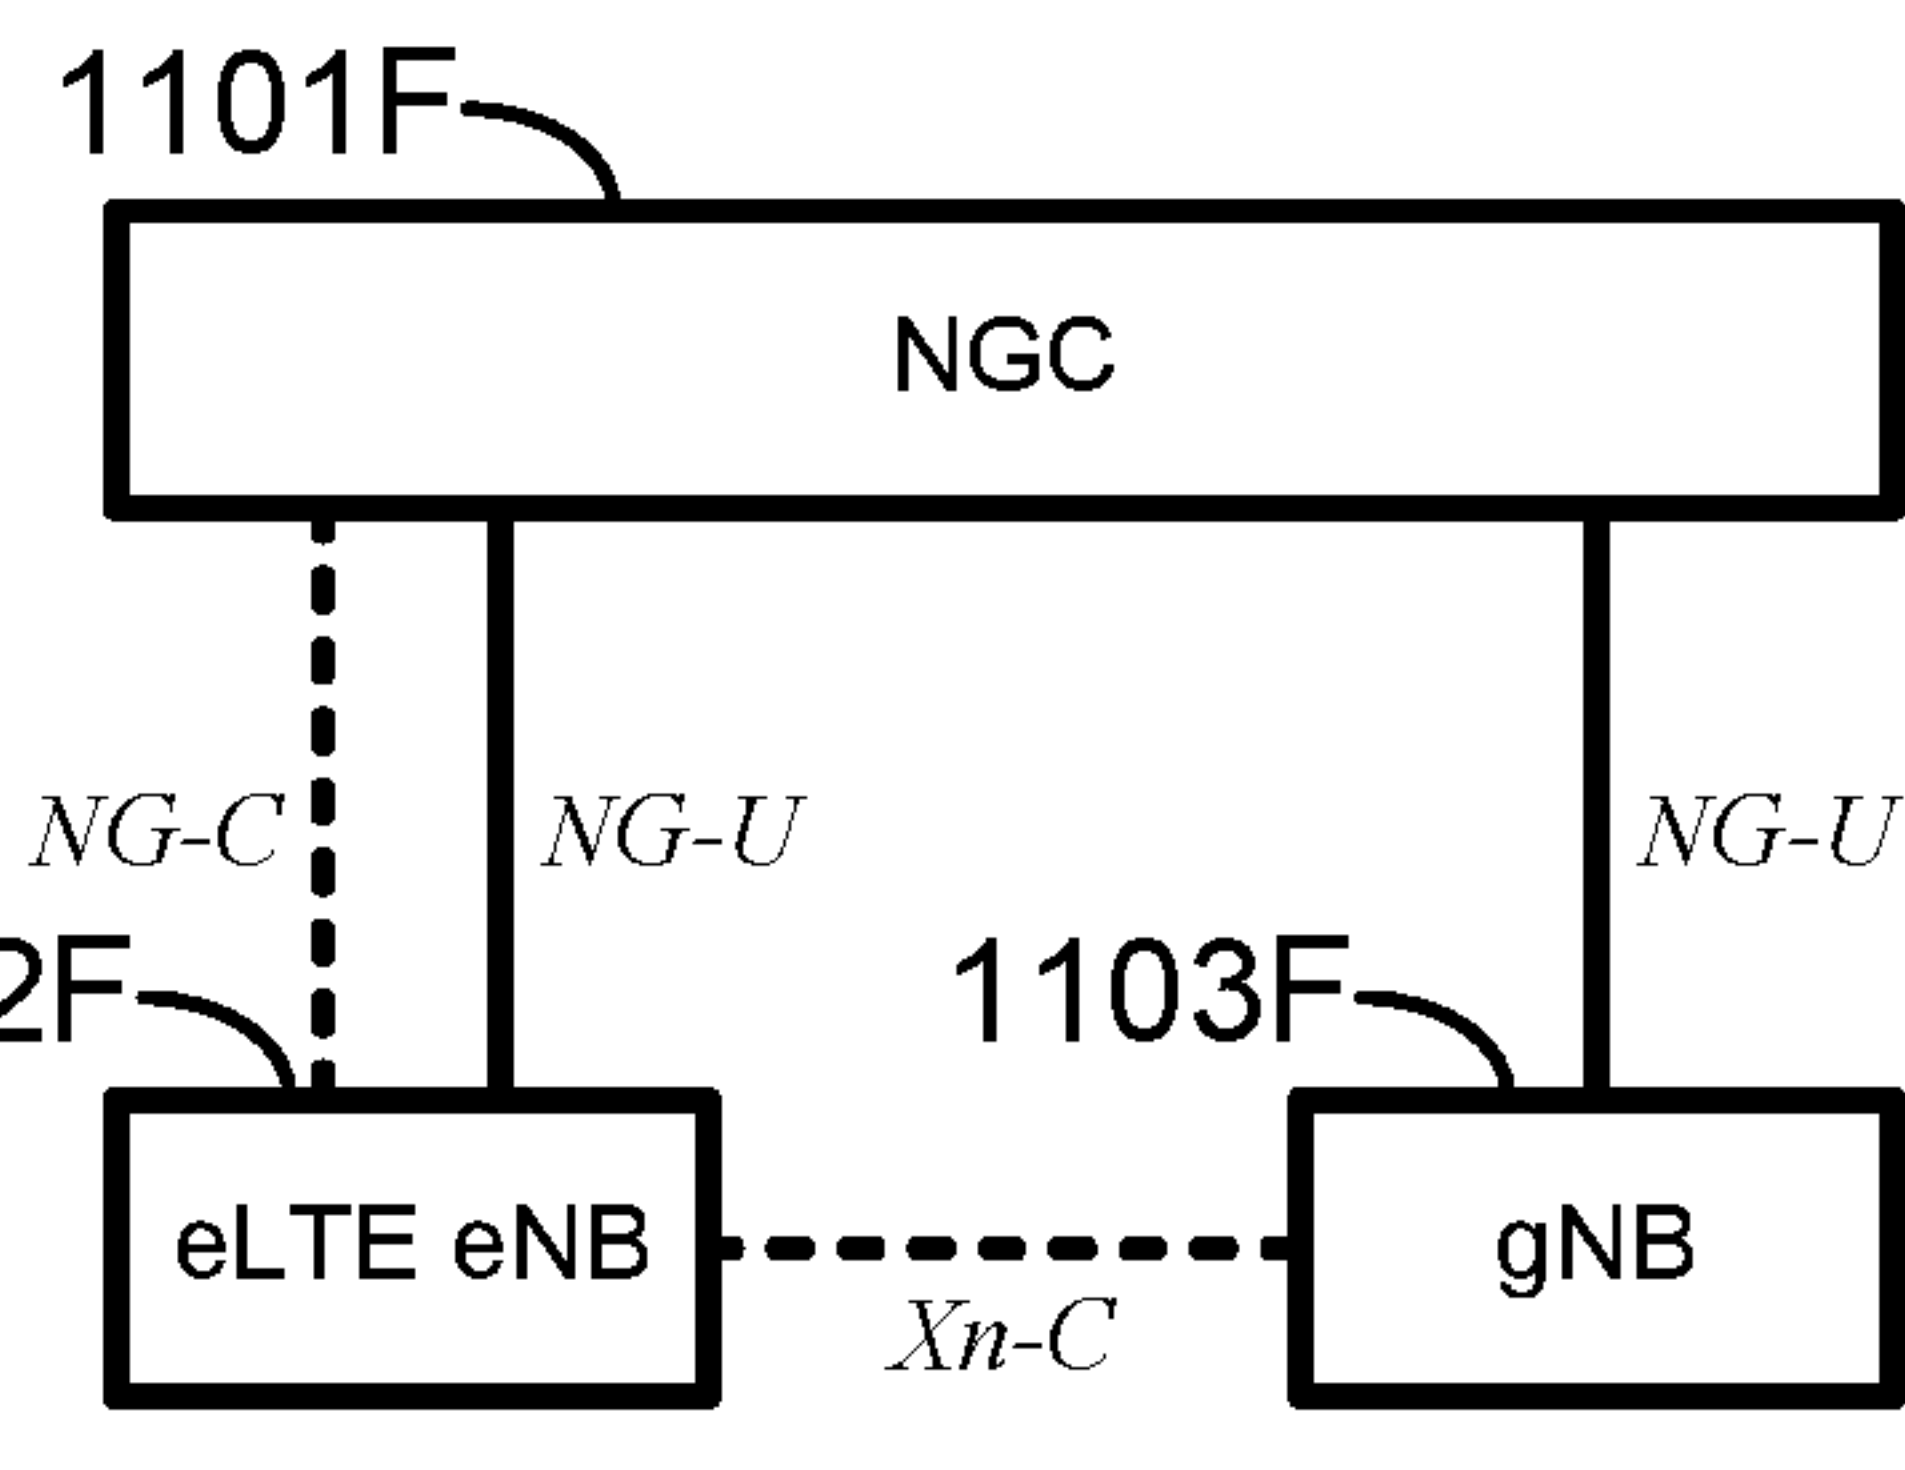 1101F
NGC
NG-C
NG-U
NG-U
2F
1103F
eLTE eNB
gNB
Xn-C